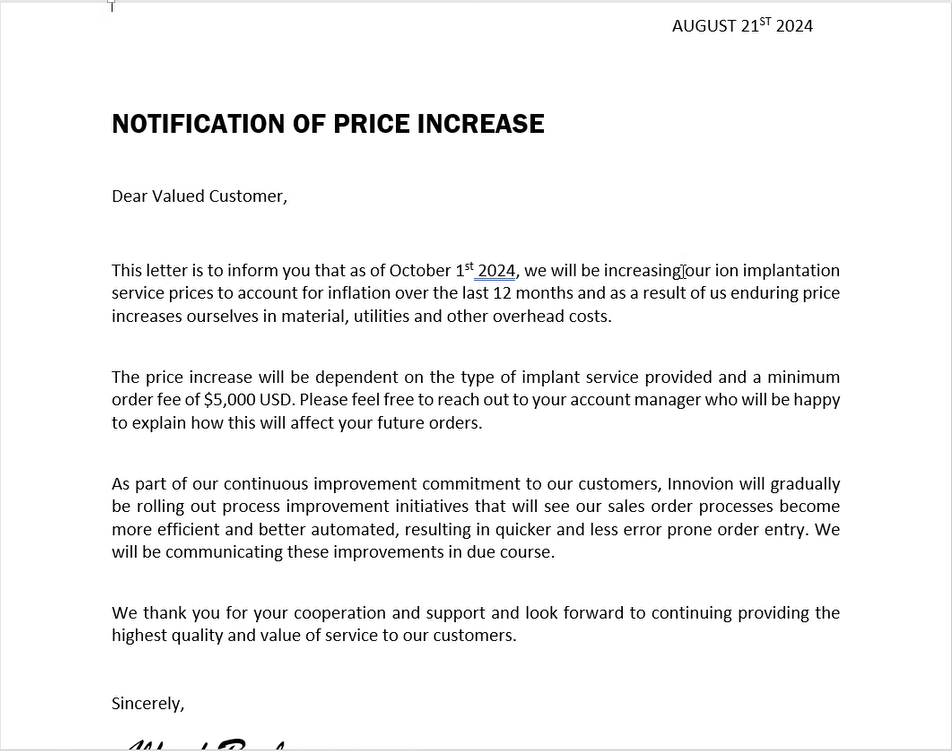 AUGUST 21ST 2024
NOTIFICATION OF PRICE INCREASE
Dear Valued Customer,
This letter is to inform you that as of October 1st 2024, we will be increasing our ion implantation
service prices to account for inflation over the last 12 months and as a result of us enduring price
increases ourselves in material, utilities and other overhead costs.
The price increase will be dependent on the type of implant service provided and a minimum
order fee of $5,000 USD. Please feel free to reach out to your account manager who will be happy
to explain how this will affect your future orders.
As part of our continuous improvement commitment to our customers, Innovion will gradually
be rolling out process improvement initiatives that will see our sales order processes become
more efficient and better automated, resulting in quicker and less error prone order entry. We
will be communicating these improvements in due course.
We thank you for your cooperation and support and look forward to continuing providing the
highest quality and value of service to our customers.
Sincerely,